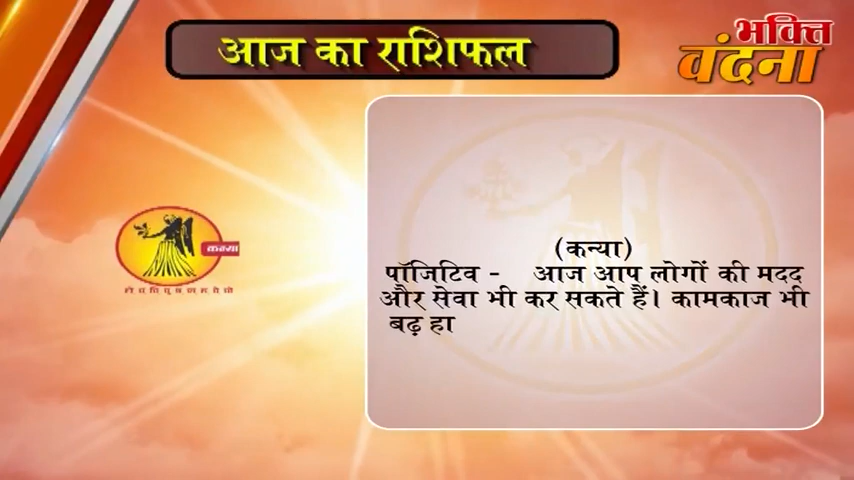 आज का राशिफल
भक्ति
वंदना
कन्या
(कन्या)
पॉजिटिव - आज आप लोगों की मदद
और सेवा भी कर सकते हैं। कामकाज भी
बढ़ हा